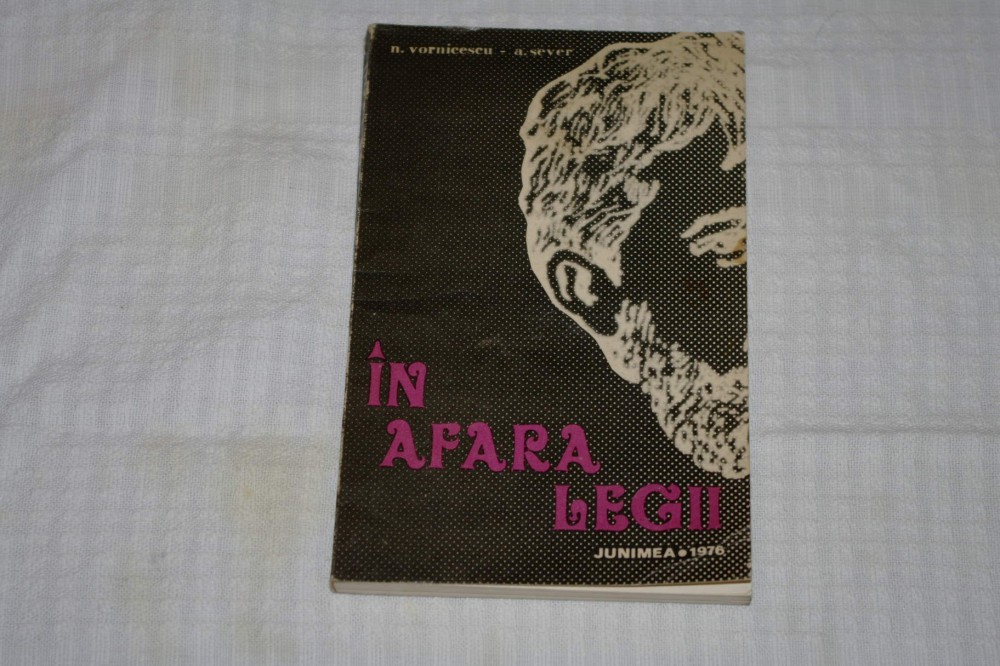 n. vornicescu - a. sever
ÎN
AFARA
LEGII
JUNIMEA • 1976